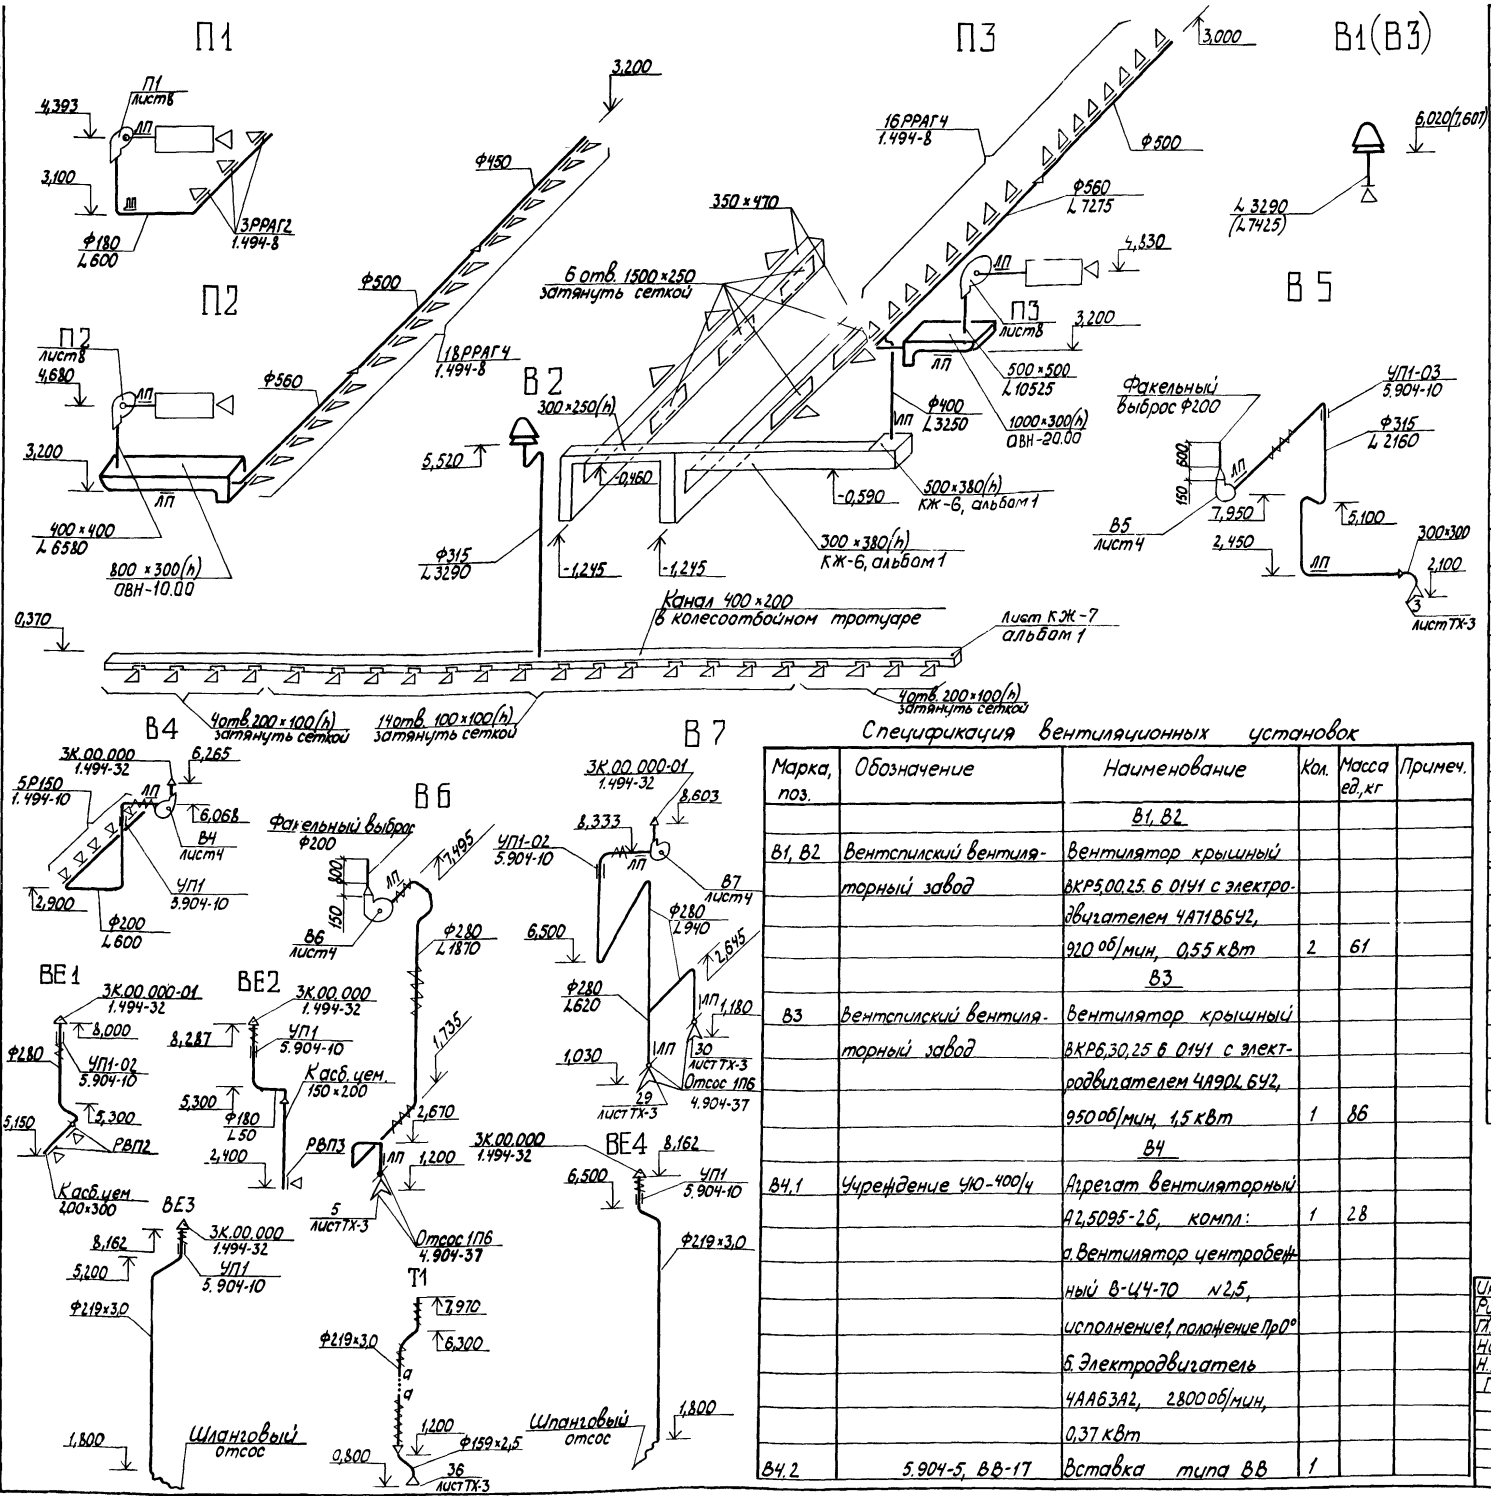 П1
П1
лист8
4,393
ЛП
3,100
ЛП
ф180
L600
3РРАГ2
1.494-8
П2
П2
лист8
4,680
ЛП
3,200
ЛП
400×400
L6580
800×300(h)
ОВН-10.00
3,200
ф450
ф500
ф560
18РРАГ4
1.494-8
П3
3,000
16РРАГ4
1.494-8
ф500
ф560
L7275
350×470
6 отв. 1500×250
затянуть сеткой
4,830
ЛП
П3
лист8
3,200
ЛП
500×500
L10525
1000×300(h)
ОВН-20.00
ф400
L3250
ЛП
В1(В3)
6,020(7,607)
L3290
(L7425)
В2
300×250(h)
5,520
-0,460
-0,590
500×380(h)
КЖ-6, альбом 1
300×380(h)
КЖ-6, альбом 1
-1,245
-1,245
ф315
L3290
0,370
Канал 400×200
в колесоотбойном тротуаре
Лист КЖ-7
альбом 1
4отв. 200×100(h)
затянуть сеткой
14отв. 100×100(h)
затянуть сеткой
4отв. 200×100(h)
затянуть сеткой
В5
Факельный
выброс ф200
600
150
ЛП
УП1-03
5.904-10
ф315
L2160
В5
лист4
7,950
5,100
2,450
ЛП
300×300
2,100
3
лист ТХ-3
В4
3К.00.000
1.494-32
6,265
5Р150
1.494-10
ЛП
6,068
В4
лист4
УП1
5.904-10
2,900
ф200
L600
В6
Факельный выброс
ф200
800
150
ЛП
7,495
В6
лист4
ф280
L1870
1,735
2,670
ЛП
1,200
5
лист ТХ-3
Отсос 1П6
4.904-37
В7
3К.00.000-01
1.494-32
8,603
8,333
УП1-02
5.904-10
ЛП
В7
лист4
ф280
L940
6,500
2,645
ф280
L620
ЛП
1,180
1,030
ЛП
30
лист ТХ-3
29
лист ТХ-3
Отсос 1П6
4.904-37
ВЕ1
3К.00.000-01
1.494-32
8,000
ф280
УП1-02
5.904-10
5,150
5,300
РВП2
К асб.цем.
200×300
ВЕ2
3К.00.000
1.494-32
8,287
УП1
5.904-10
К асб. цем.
150×200
5,300
ф180
L50
2,400
РВП3
ВЕ3
3К.00.000
1.494-32
8,162
УП1
5.904-10
5,200
ф219×3,0
1,800
Шланговый
отсос
Т1
7,970
ф219×3,0
6,300
а
а
1,200
ф159×2,5
0,800
36
лист ТХ-3
ВЕ4
3К.00.000
1.494-32
8,162
6,500
УП1
5.904-10
ф219×3,0
Шланговый
отсос
1,800
Спецификация вентиляционных установок
Марка, поз. Обозначение Наименование Кол. Масса ед,кг Примеч.
В1, В2
В1, В2 Вентспилский вентиля- Вентилятор крышный
торный завод ВКР5,00.25.6 01У1 с электро-
двигателем 4А71В6У2,
920 об/мин, 0,55 кВт 2 61
В3
В3 Вентспилский вентиля- Вентилятор крышный
торный завод ВКР6,30,25 6 01У1 с элект-
родвигателем 4А90L6У2,
950 об/мин, 1,5 кВт 1 86
В4
В4.1 Учреждение УЮ-400/4 Агрегат вентиляторный
А2,5095-2б, компл: 1 28
а. Вентилятор центробеж-
ный В-Ц4-70 N2,5,
исполнение1, положение Пр0°
б. Электродвигатель
4АА63А2, 2800 об/мин,
0,37 кВт
В4.2 5.904-5, ВВ-17 Вставка типа ВВ 1